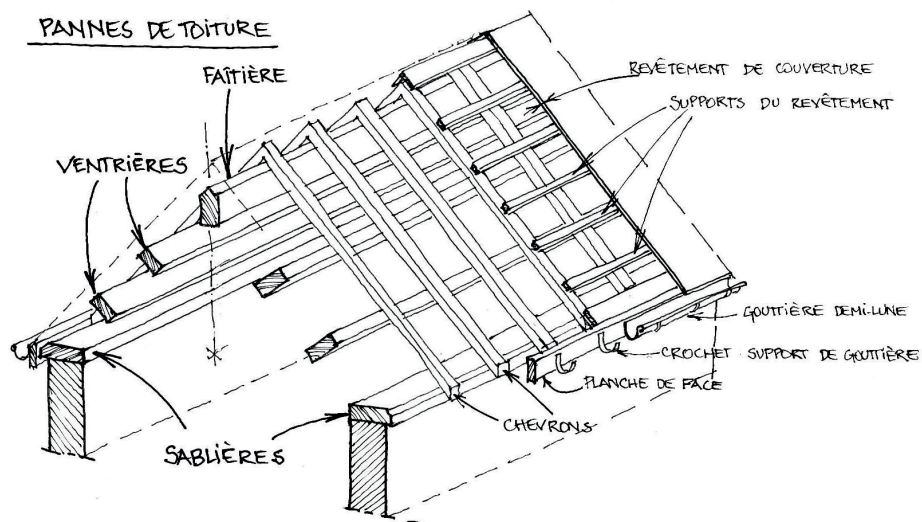 PANNES DE TOITURE
FAÎTIÈRE
VENTRIÈRES
REVÊTEMENT DE COUVERTURE
SUPPORTS DU REVÊTEMENT
GOUTTIÈRE DEMI-LUNE
CROCHET SUPPORT DE GOUTTIÈRE
PLANCHE DE FACE
CHEVRONS
SABLIÈRES